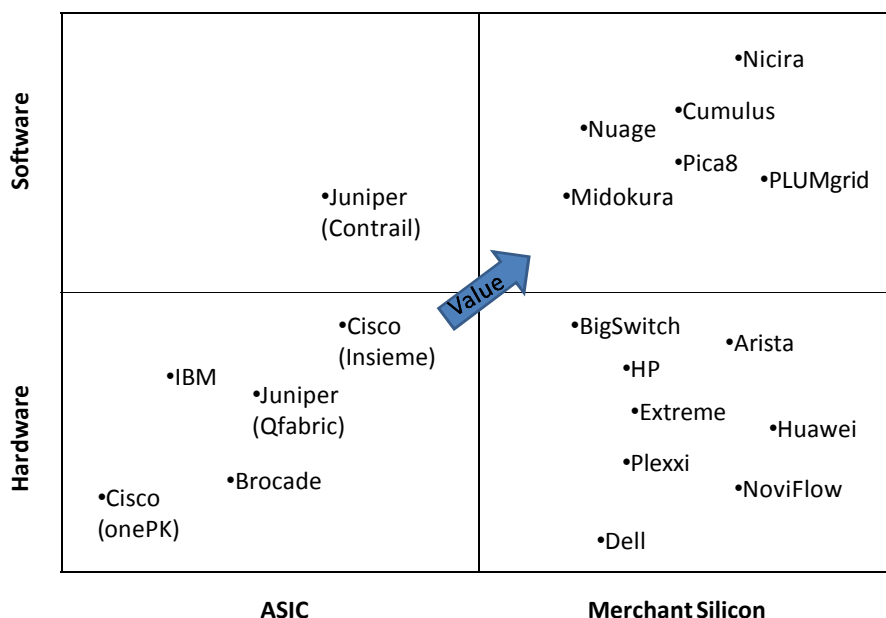 Software
•Nicira
•Cumulus
•Nuage
•Pica8
•PLUMgrid
•Midokura
•Juniper
(Contrail)
Value
Hardware
•Cisco
(Insieme)
•IBM
•Juniper
(Qfabric)
•Brocade
•Cisco
(onePK)
•BigSwitch
•Arista
•HP
•Extreme
•Huawei
•Plexxi
•NoviFlow
•Dell
ASIC
Merchant Silicon